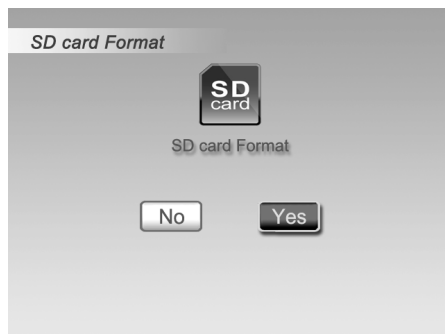 SD card Format
SD
card
SD card Format
No Yes